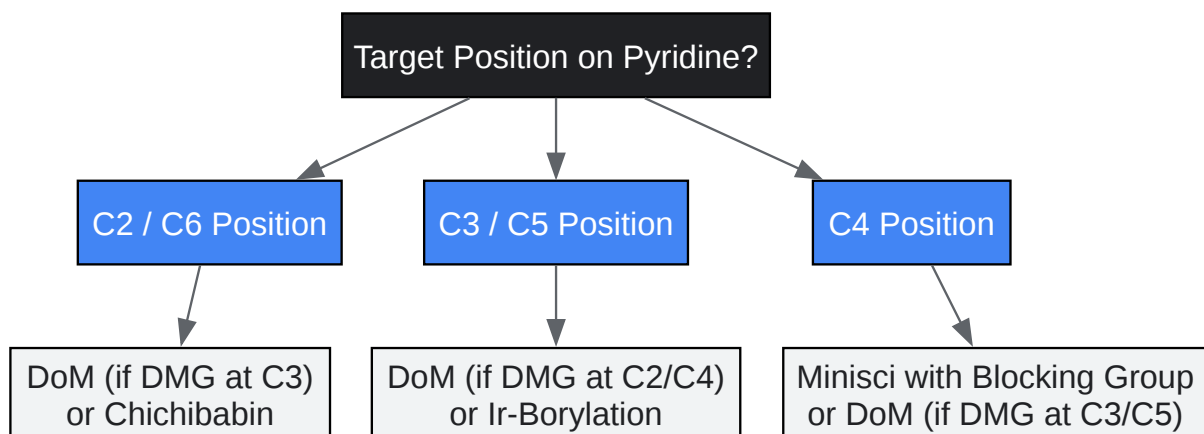 Target Position on Pyridine?
C2 / C6 Position
C3 / C5 Position
C4 Position
DoM (if DMG at C3)
or Chichibabin
DoM (if DMG at C2/C4)
or Ir-Borylation
Minisci with Blocking Group
or DoM (if DMG at C3/C5)